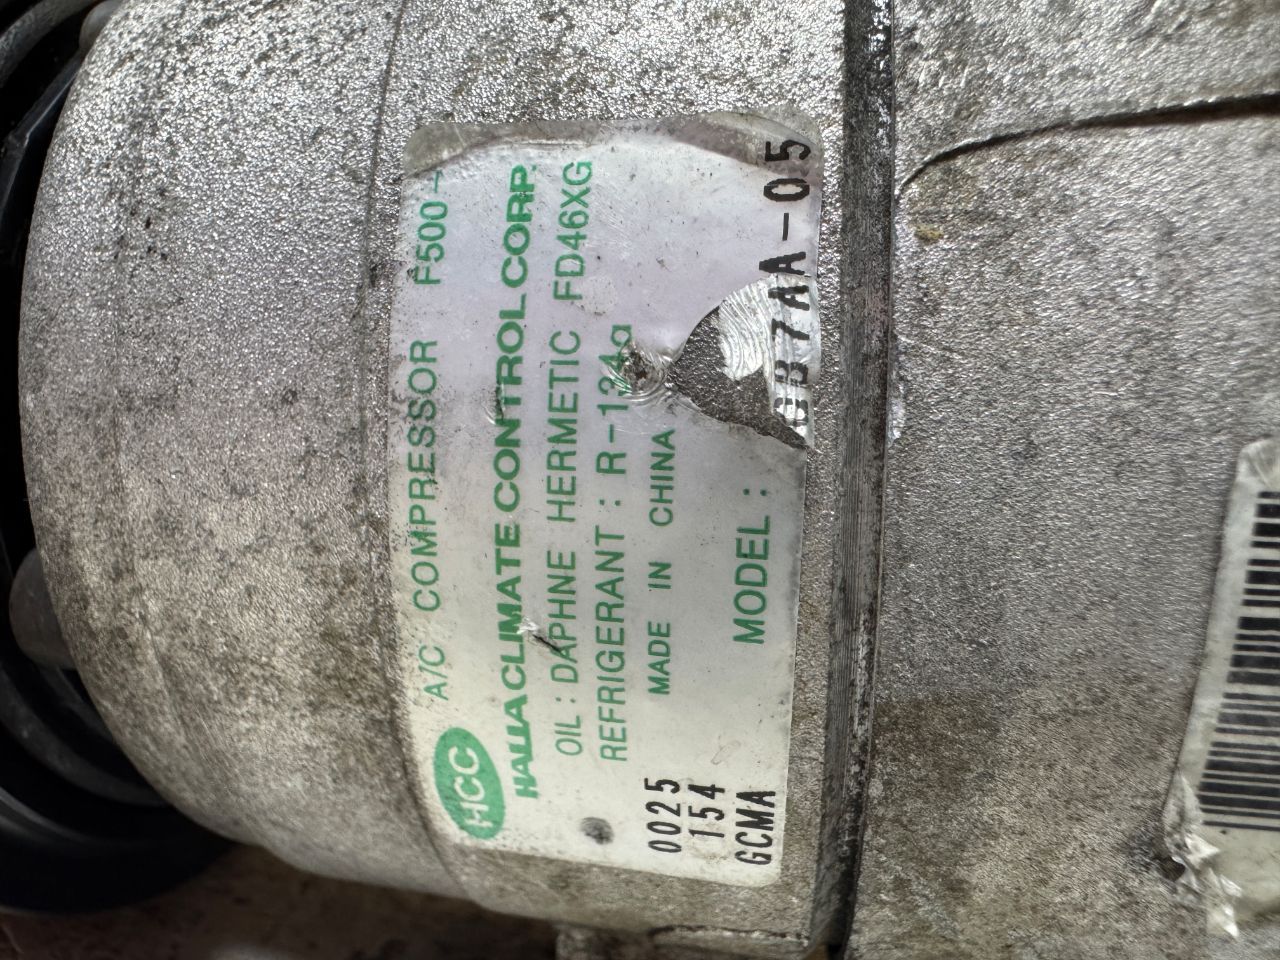 HCC A/C COMPRESSOR F500-
HALLA CLIMATE CONTROL CORP.
OIL : DAPHNE HERMETIC FD46XG
REFRIGERANT : R-134a
0025 MADE IN CHINA
154
GCMA MODEL : BB7AA-05